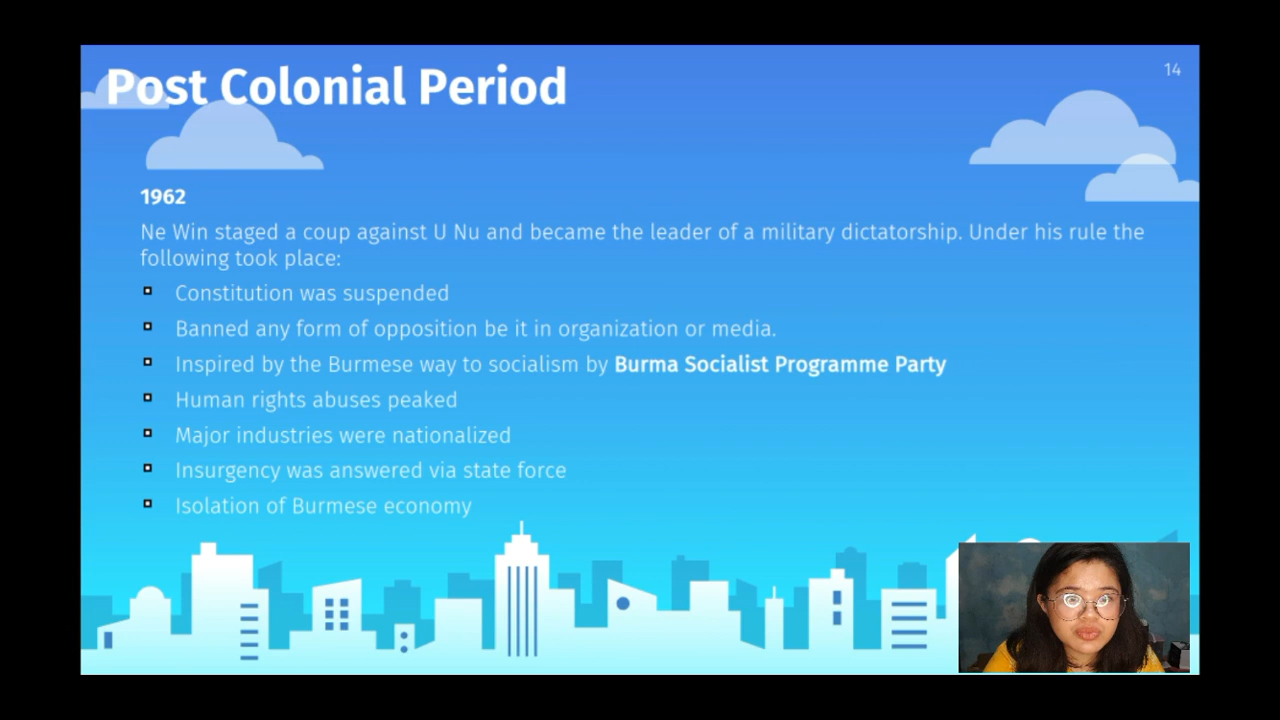 Post Colonial Period
14
1962
Ne Win staged a coup against U Nu and became the leader of a military dictatorship. Under his rule the
following took place:
Constitution was suspended
Banned any form of opposition be it in organization or media.
Inspired by the Burmese way to socialism by Burma Socialist Programme Party
Human rights abuses peaked
Major industries were nationalized
Insurgency was answered via state force
Isolation of Burmese economy